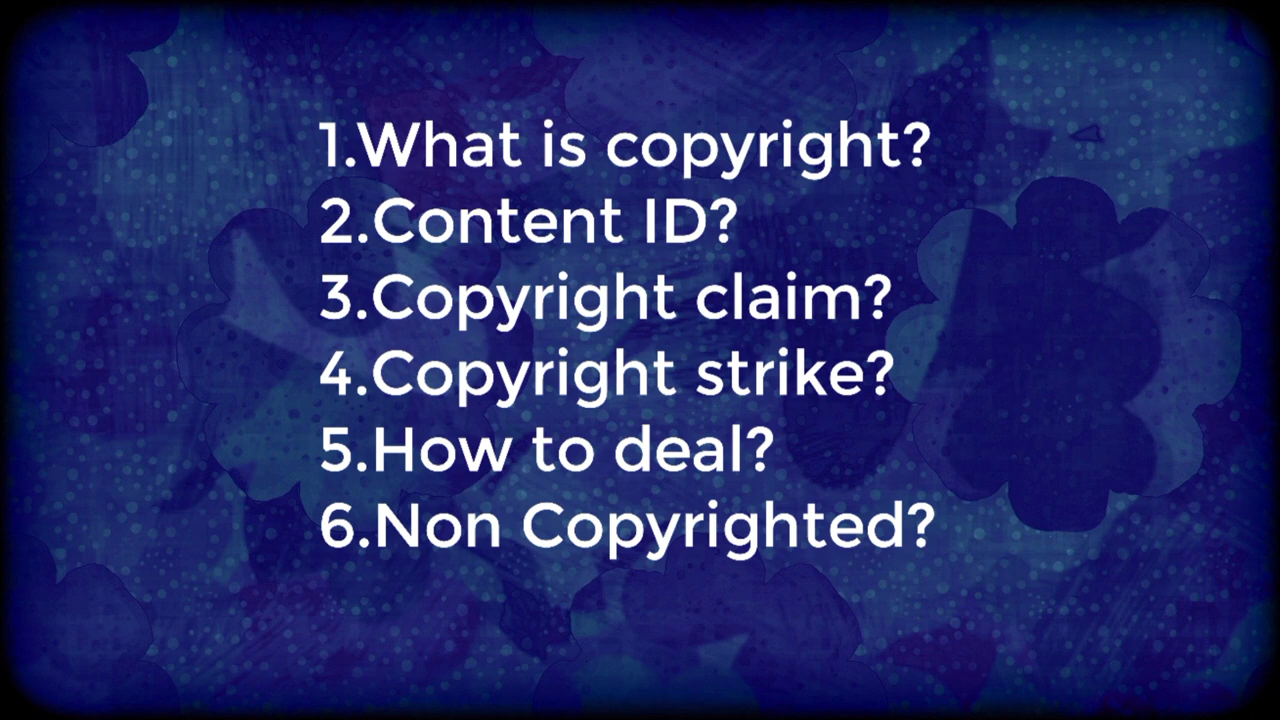 1.What is copyright?
2.Content ID?
3.Copyright claim?
4.Copyright strike?
5.How to deal?
6.Non Copyrighted?